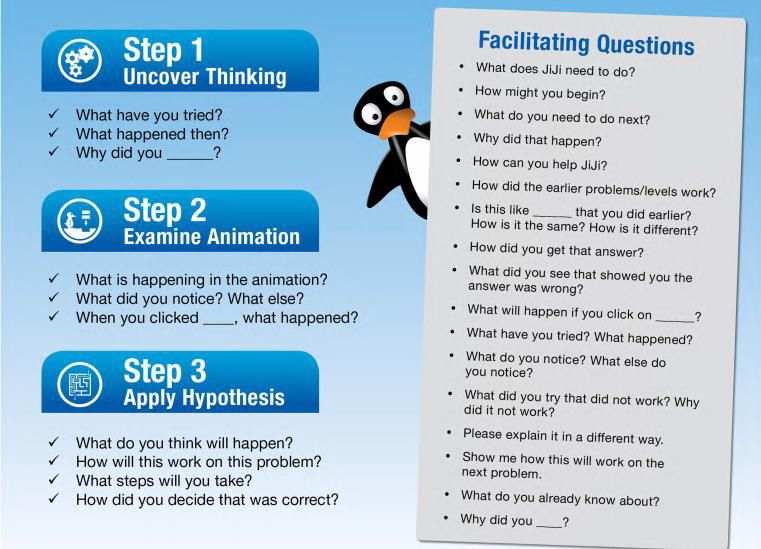 Step 1
Uncover Thinking
✓ What have you tried?
✓ What happened then?
✓ Why did you ______?
Step 2
Examine Animation
✓ What is happening in the animation?
✓ What did you notice? What else?
✓ When you clicked ____, what happened?
Step 3
Apply Hypothesis
✓ What do you think will happen?
✓ How will this work on this problem?
✓ What steps will you take?
✓ How did you decide that was correct?
Facilitating Questions
• What does JiJi need to do?
• How might you begin?
• What do you need to do next?
• Why did that happen?
• How can you help JiJi?
• How did the earlier problems/levels work?
• Is this like ______ that you did earlier?
How is it the same? How is it different?
• How did you get that answer?
• What did you see that showed you the
answer was wrong?
• What will happen if you click on ______?
• What have you tried? What happened?
• What do you notice? What else do
you notice?
• What did you try that did not work? Why
did it not work?
• Please explain it in a different way.
• Show me how this will work on the
next problem.
• What do you already know about?
• Why did you ____?